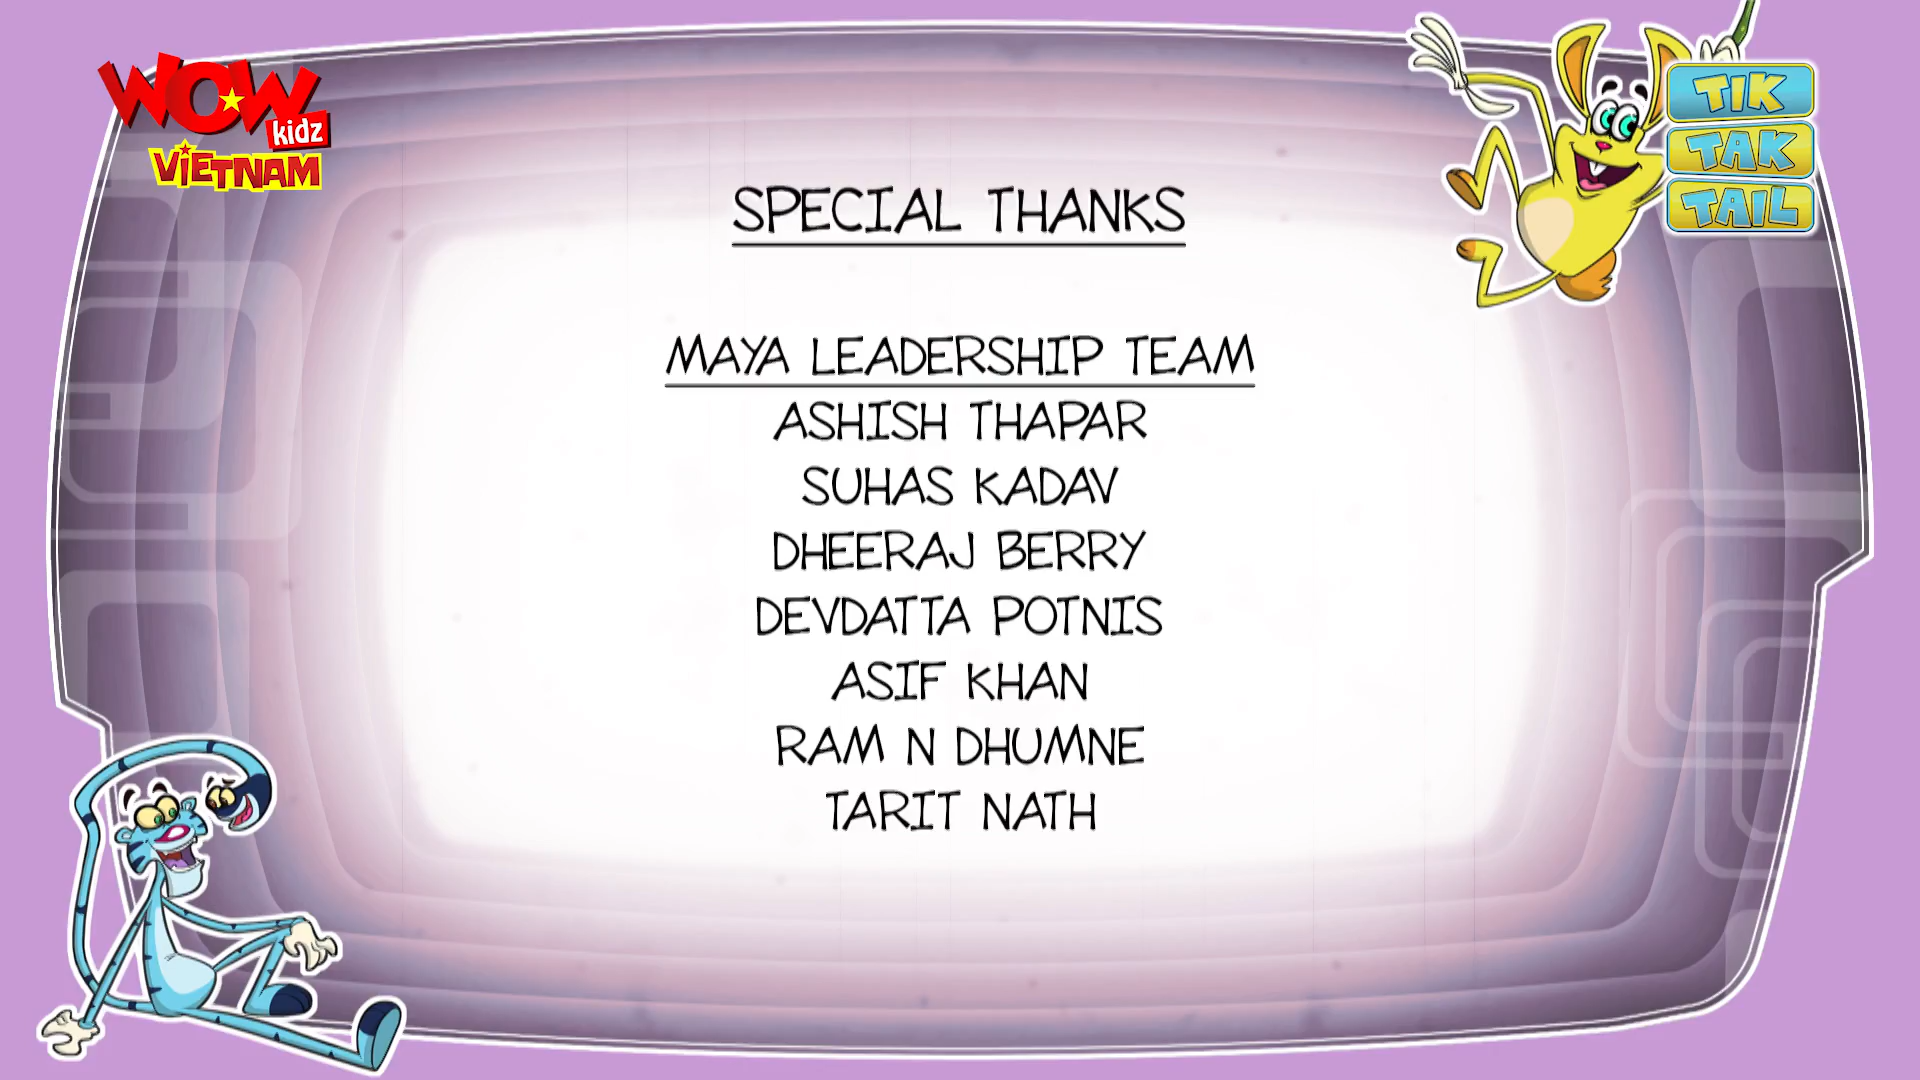 WOW
kidz
VIETNAM
TIK
TAK
TAIL
SPECIAL THANKS
MAYA LEADERSHIP TEAM
ASHISH THAPAR
SUHAS KADAV
DHEERAJ BERRY
DEVDATTA POTNIS
ASIF KHAN
RAM N DHUMNE
TARIT NATH